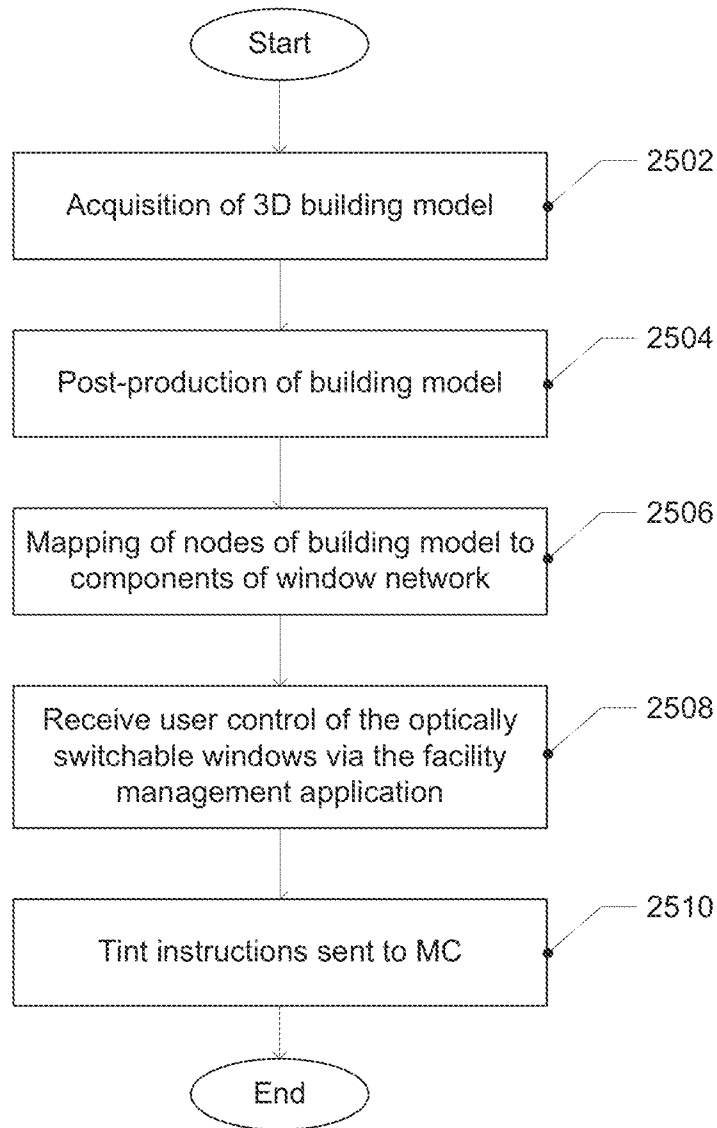 Start
2502
Acquisition of 3D building model
2504
Post-production of building model
2506
Mapping of nodes of building model to
components of window network
2508
Receive user control of the optically
switchable windows via the facility
management application
2510
Tint instructions sent to MC
End